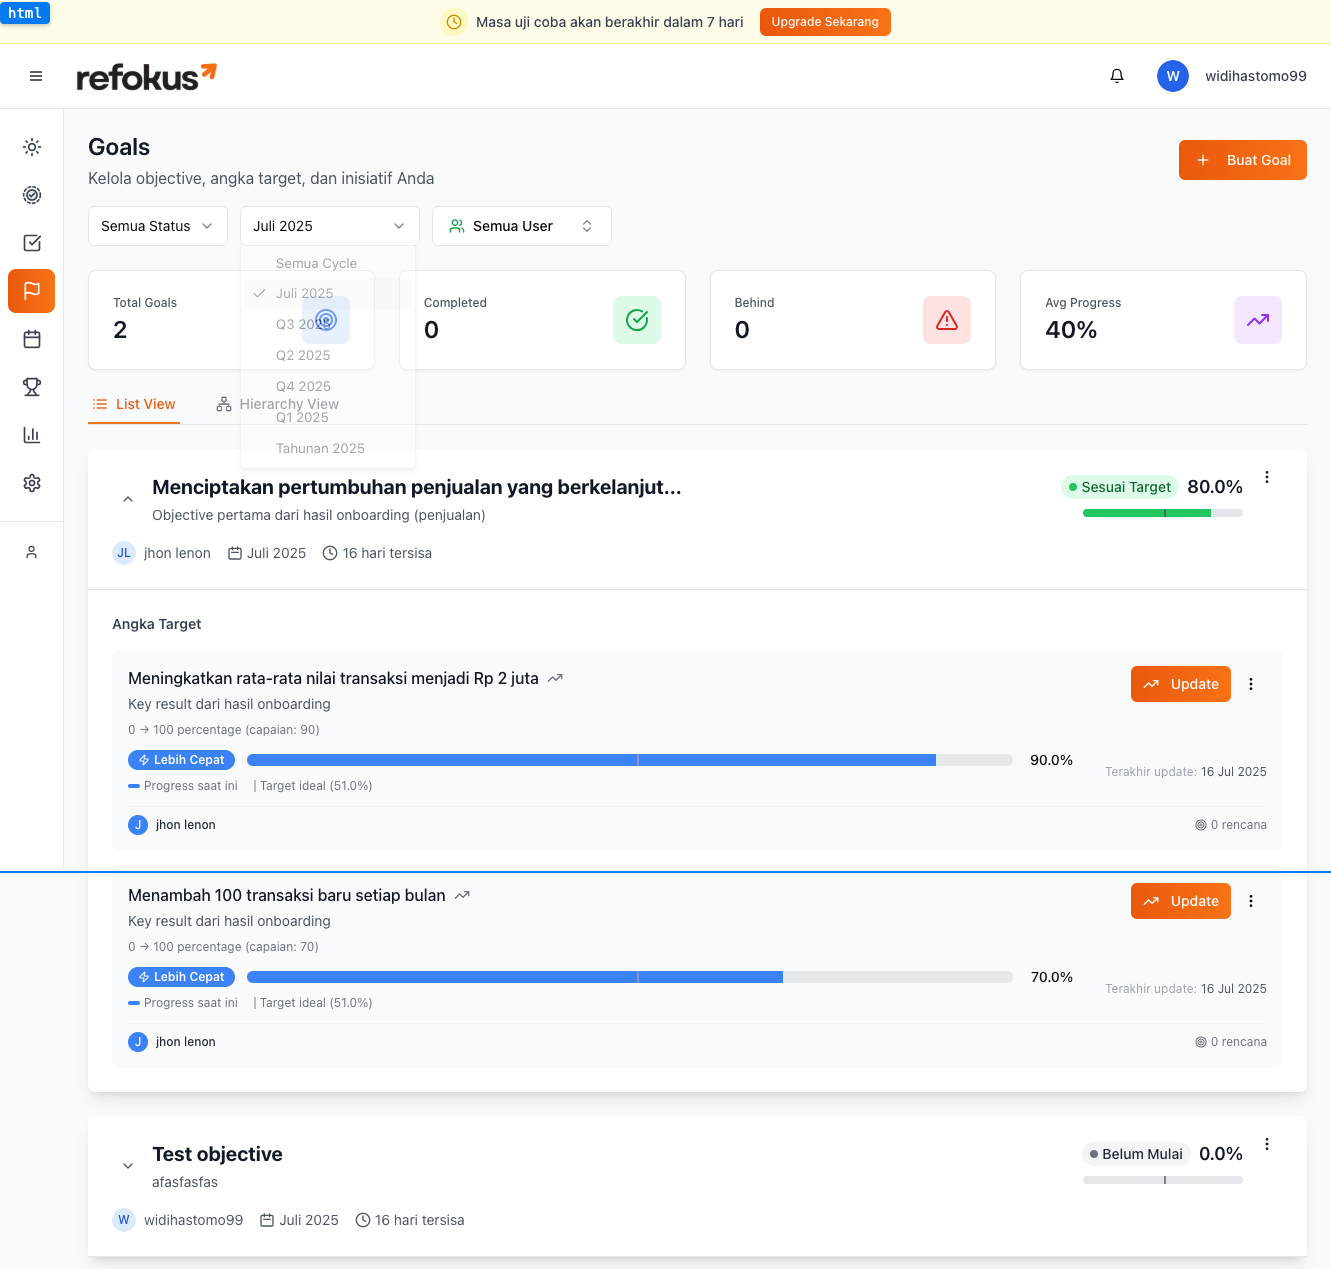 html
Masa uji coba akan berakhir dalam 7 hari
Upgrade Sekarang
refokus
W
widihastomo99
Goals
Kelola objective, angka target, dan inisiatif Anda
Buat Goal
Semua Status
Juli 2025
Semua User
Semua Cycle
Juli 2025
Q3 2025
Q2 2025
Q4 2025
Q1 2025
Tahunan 2025
Total Goals
2
Completed
0
Behind
0
Avg Progress
40%
List View
Hierarchy View
Menciptakan pertumbuhan penjualan yang berkelanjut...
Sesuai Target
80.0%
Objective pertama dari hasil onboarding (penjualan)
JL
jhon lenon
Juli 2025
16 hari tersisa
Angka Target
Meningkatkan rata-rata nilai transaksi menjadi Rp 2 juta
Update
Key result dari hasil onboarding
0 → 100 percentage (capaian: 90)
Lebih Cepat
90.0%
Terakhir update: 16 Jul 2025
Progress saat ini
Target ideal (51.0%)
J
jhon lenon
0 rencana
Menambah 100 transaksi baru setiap bulan
Update
Key result dari hasil onboarding
0 → 100 percentage (capaian: 70)
Lebih Cepat
70.0%
Terakhir update: 16 Jul 2025
Progress saat ini
Target ideal (51.0%)
J
jhon lenon
0 rencana
Test objective
Belum Mulai
0.0%
afasfasfas
W
widihastomo99
Juli 2025
16 hari tersisa